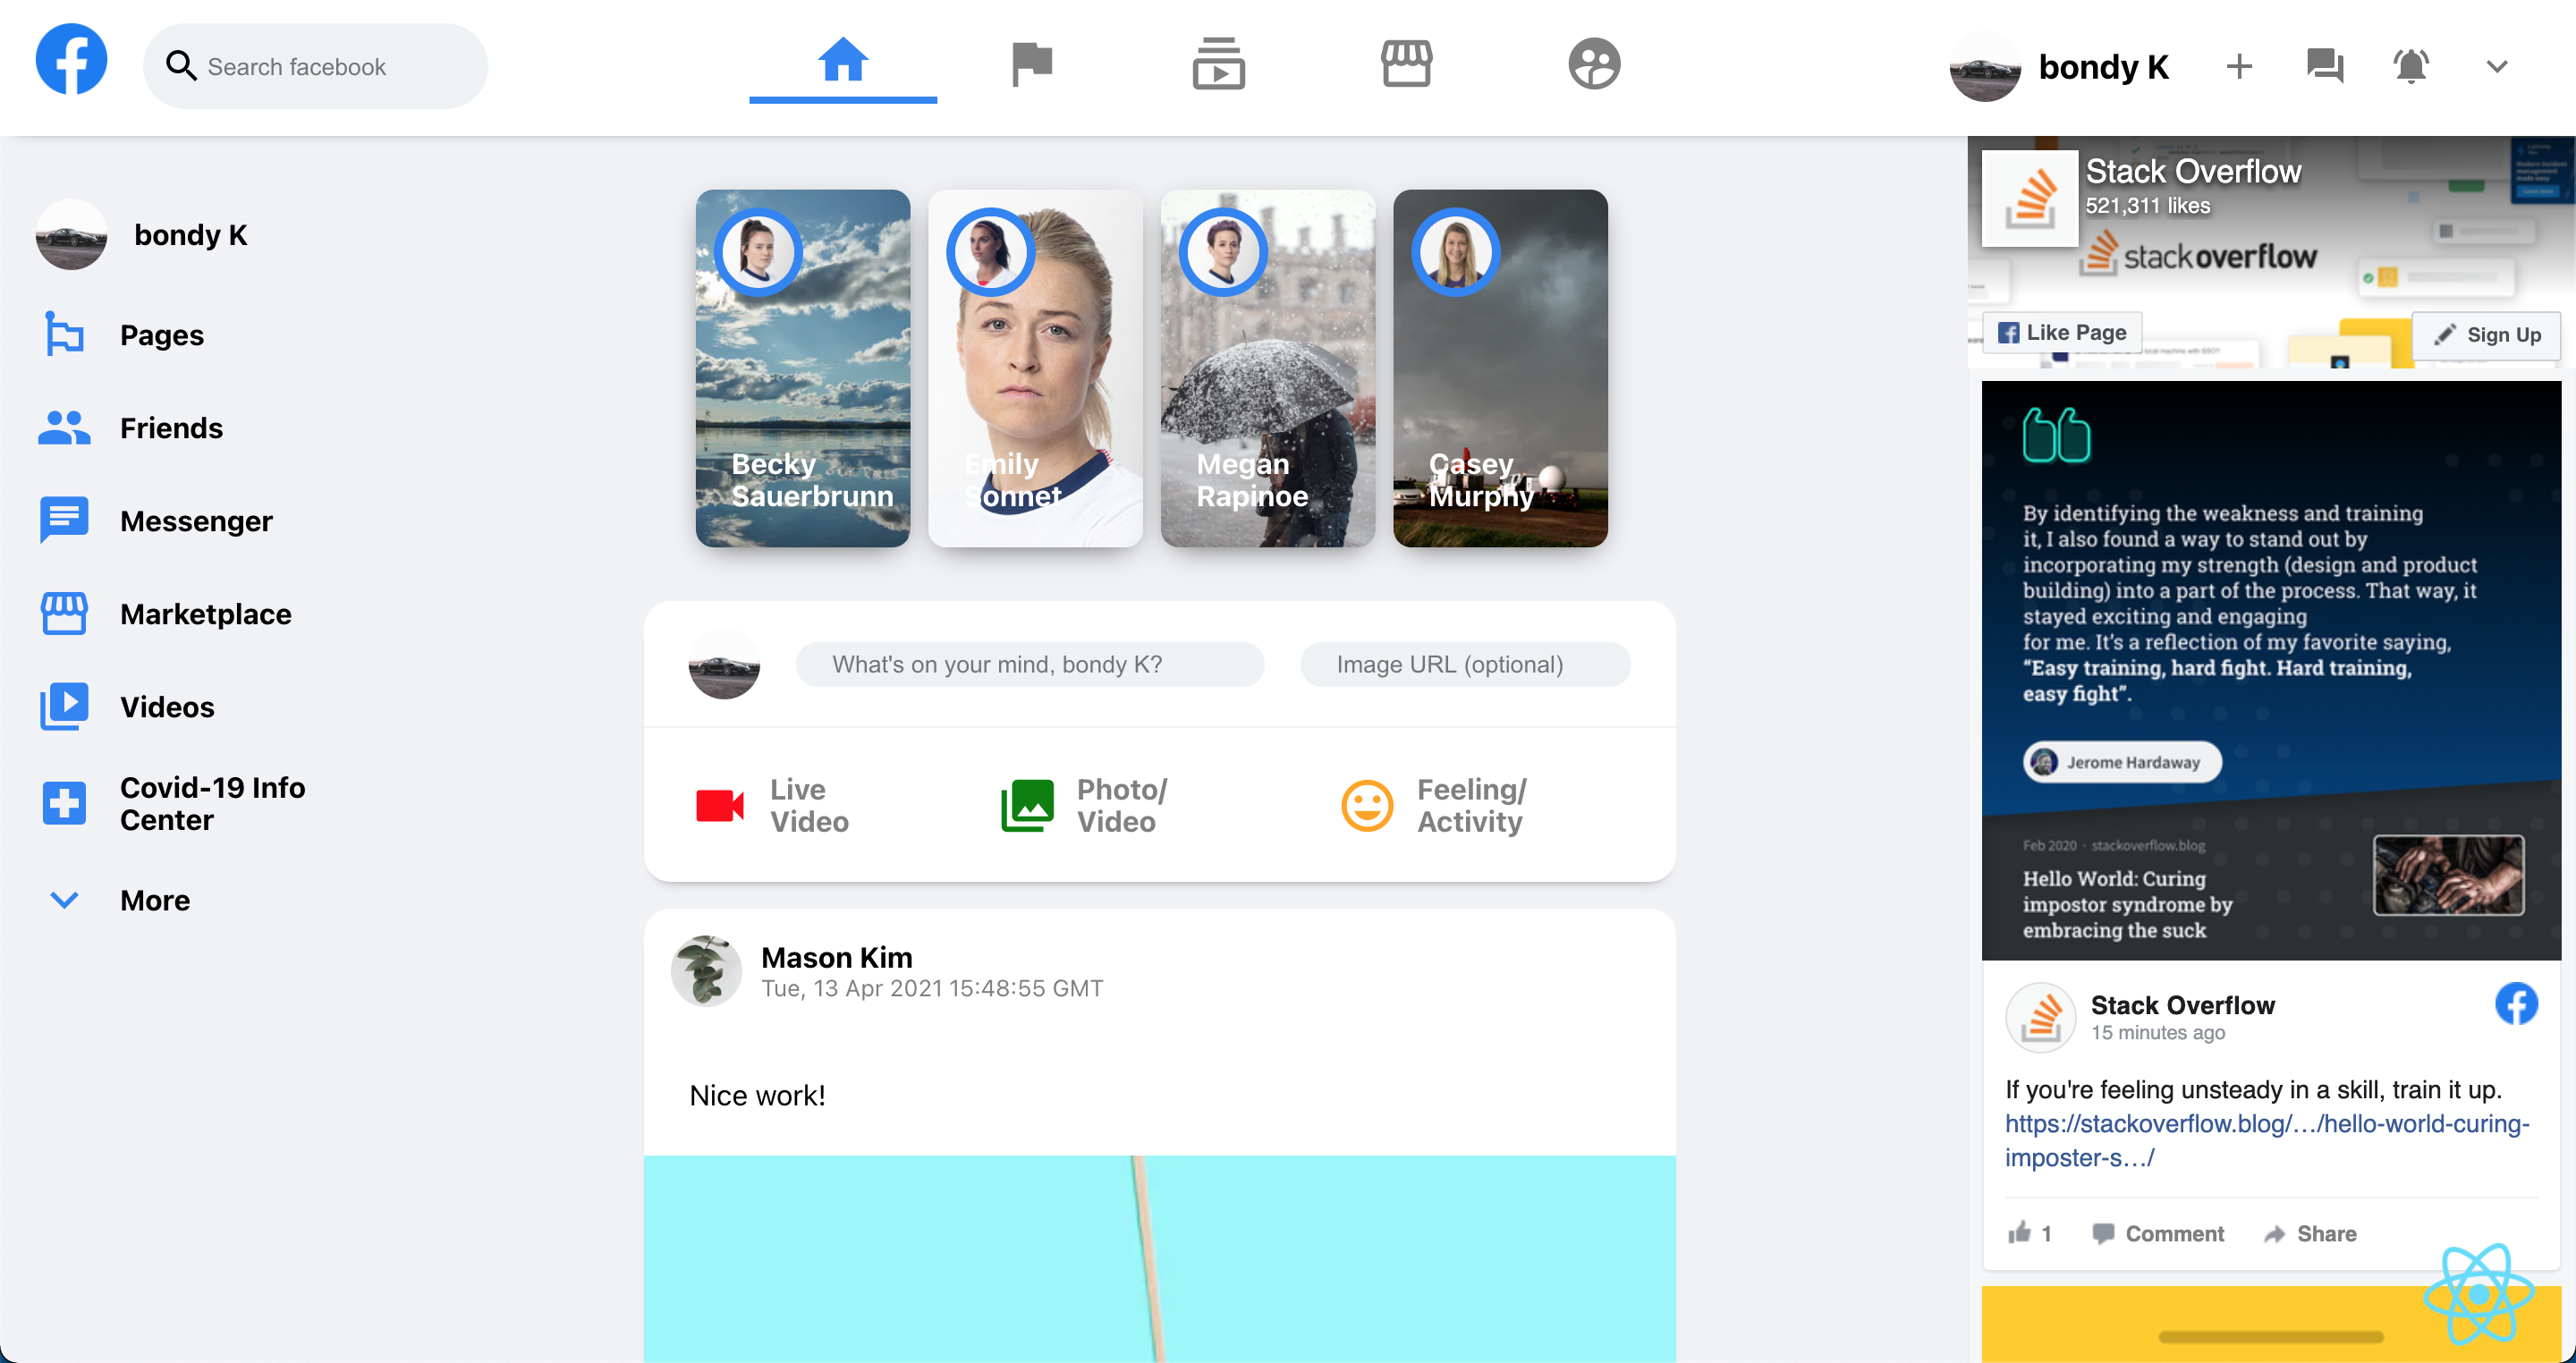 Search facebook
bondy K
bondy K
Pages
Friends
Messenger
Marketplace
Videos
Covid-19 Info
Center
More
Becky
Sauerbrunn
Emily
Sonnet
Megan
Rapinoe
Casey
Murphy
What's on your mind, bondy K?
Image URL (optional)
Live
Video
Photo/
Video
Feeling/
Activity
Mason Kim
Tue, 13 Apr 2021 15:48:55 GMT
Nice work!
Stack Overflow
521,311 likes
stackoverflow
Like Page
Sign Up
By identifying the weakness and training
it, I also found a way to stand out by
incorporating my strength (design and product
building) into a part of the process. That way, it
stayed exciting and engaging
for me. It's a reflection of my favorite saying,
“Easy training, hard fight. Hard training,
easy fight”.
Jerome Hardaway
Feb 2020 · stackoverflow.blog
Hello World: Curing
impostor syndrome by
embracing the suck
Stack Overflow
15 minutes ago
If you're feeling unsteady in a skill, train it up.
https://stackoverflow.blog/…/hello-world-curing-
imposter-s…/
1
Comment
Share